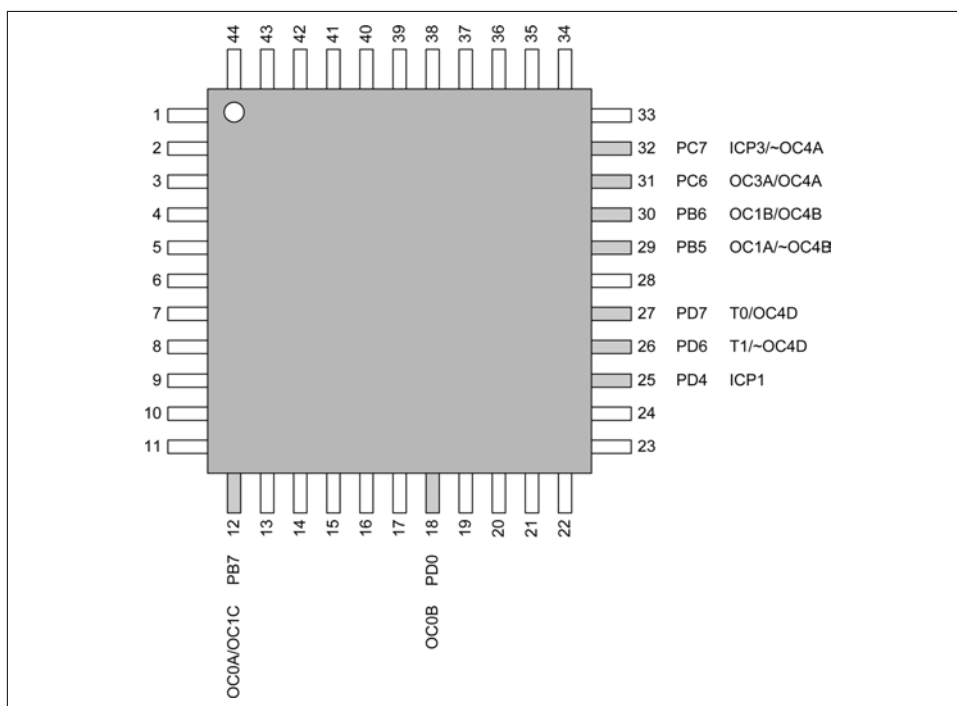 44 43 42 41 40 39 38 37 36 35 34
1 33
2 32 PC7 ICP3/~OC4A
3 31 PC6 OC3A/OC4A
4 30 PB6 OC1B/OC4B
5 29 PB5 OC1A/~OC4B
6 28
7 27 PD7 T0/OC4D
8 26 PD6 T1/~OC4D
9 25 PD4 ICP1
10 24
11 23
12 13 14 15 16 17 18 19 20 21 22
PB7 PD0
OC0A/OC1C OC0B